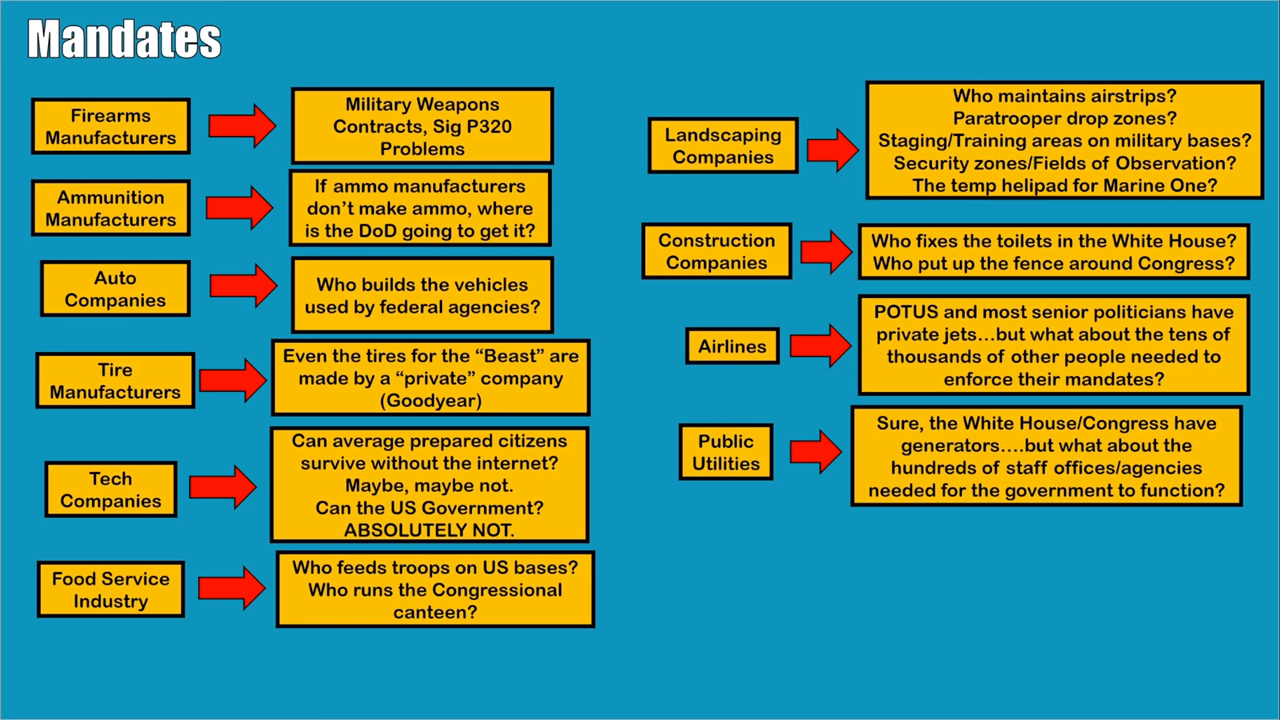 Mandates
Firearms
Manufacturers
Military Weapons
Contracts, Sig P320
Problems
Ammunition
Manufacturers
If ammo manufacturers
don't make ammo, where
is the DoD going to get it?
Auto
Companies
Who builds the vehicles
used by federal agencies?
Tire
Manufacturers
Even the tires for the “Beast” are
made by a “private” company
(Goodyear)
Tech
Companies
Can average prepared citizens
survive without the internet?
Maybe, maybe not.
Can the US Government?
ABSOLUTELY NOT.
Food Service
Industry
Who feeds troops on US bases?
Who runs the Congressional
canteen?
Landscaping
Companies
Who maintains airstrips?
Paratrooper drop zones?
Staging/Training areas on military bases?
Security zones/Fields of Observation?
The temp helipad for Marine One?
Construction
Companies
Who fixes the toilets in the White House?
Who put up the fence around Congress?
Airlines
POTUS and most senior politicians have
private jets...but what about the tens of
thousands of other people needed to
enforce their mandates?
Public
Utilities
Sure, the White House/Congress have
generators....but what about the
hundreds of staff offices/agencies
needed for the government to function?